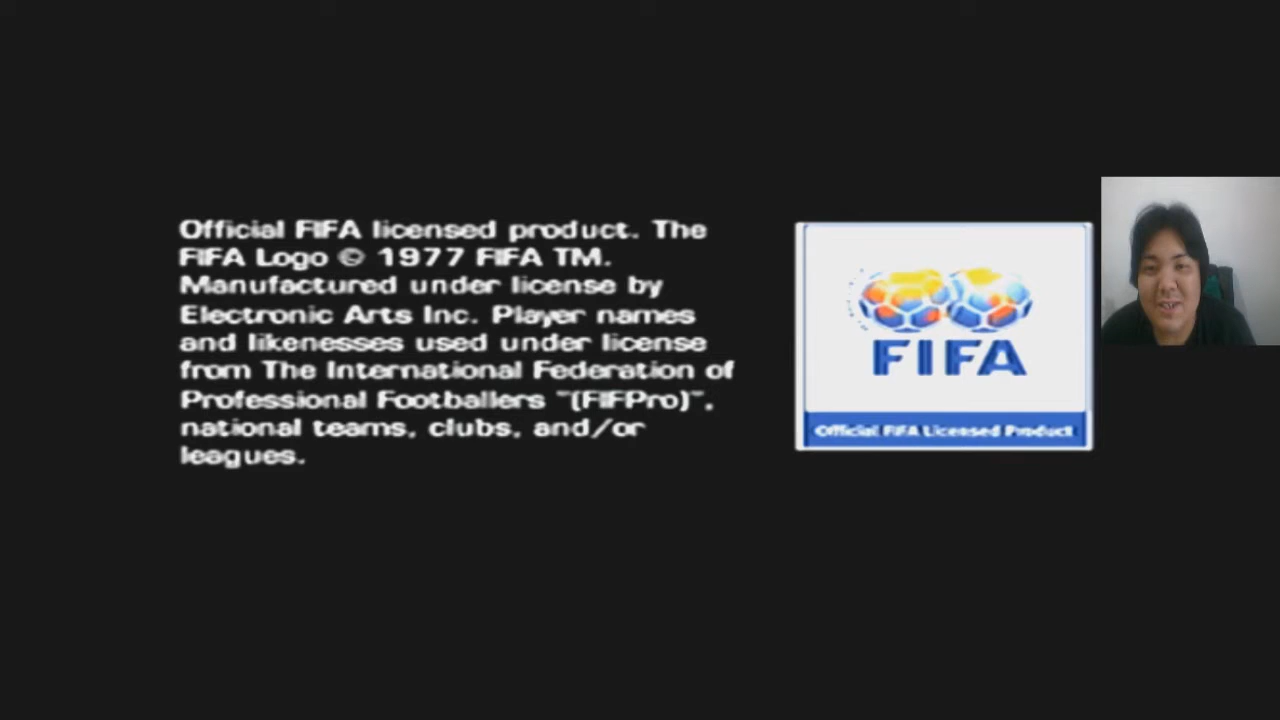 Official FIFA licensed product. The
FIFA Logo © 1977 FIFA TM.
Manufactured under license by
Electronic Arts Inc. Player names
and likenesses used under license
from The International Federation of
Professional Footballers "(FIFPro)",
national teams, clubs, and/or
leagues.
FIFA
Official FIFA Licensed Product